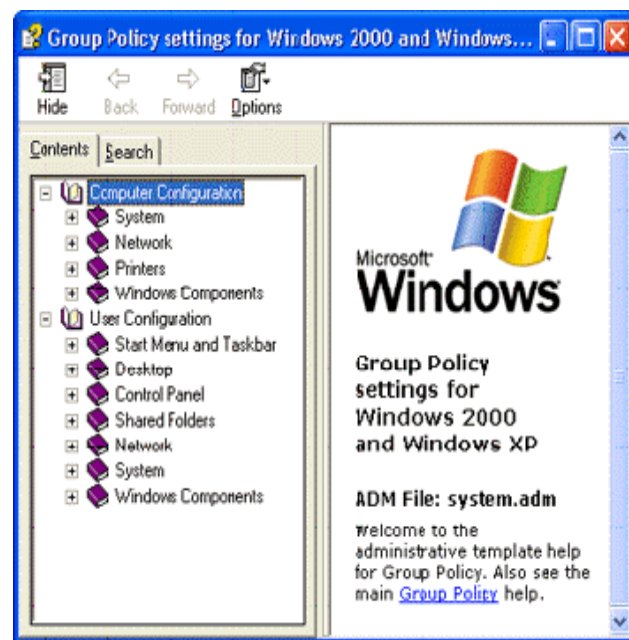 Group Policy settings for Windows 2000 and Windows...
Hide Back Forward Options
Contents Search
Computer Configuration
System
Network
Printers
Windows Components
User Configuration
Start Menu and Taskbar
Desktop
Control Panel
Shared Folders
Network
System
Windows Components
Microsoft
Windows
Group Policy
settings for
Windows 2000
and Windows XP
ADM File: system.adm
Welcome to the
administrative template help
for Group Policy. Also see the
main Group Policy help.